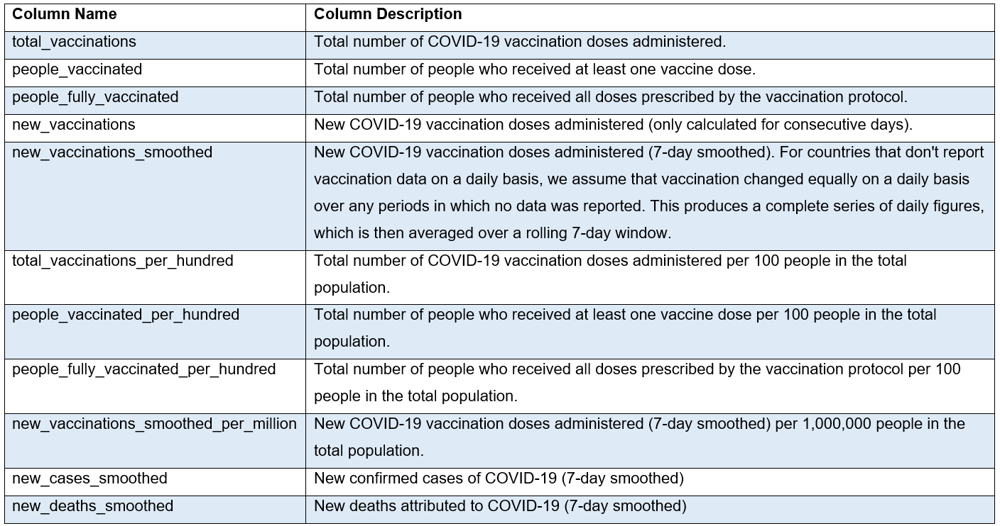 Column Name
Column Description
total_vaccinations
Total number of COVID-19 vaccination doses administered.
people_vaccinated
Total number of people who received at least one vaccine dose.
people_fully_vaccinated
Total number of people who received all doses prescribed by the vaccination protocol.
new_vaccinations
New COVID-19 vaccination doses administered (only calculated for consecutive days).
new_vaccinations_smoothed
New COVID-19 vaccination doses administered (7-day smoothed). For countries that don't report
vaccination data on a daily basis, we assume that vaccination changed equally on a daily basis
over any periods in which no data was reported. This produces a complete series of daily figures,
which is then averaged over a rolling 7-day window.
total_vaccinations_per_hundred
Total number of COVID-19 vaccination doses administered per 100 people in the total
population.
people_vaccinated_per_hundred
Total number of people who received at least one vaccine dose per 100 people in the total
population.
people_fully_vaccinated_per_hundred
Total number of people who received all doses prescribed by the vaccination protocol per 100
people in the total population.
new_vaccinations_smoothed_per_million
New COVID-19 vaccination doses administered (7-day smoothed) per 1,000,000 people in the
total population.
new_cases_smoothed
New confirmed cases of COVID-19 (7-day smoothed)
new_deaths_smoothed
New deaths attributed to COVID-19 (7-day smoothed)